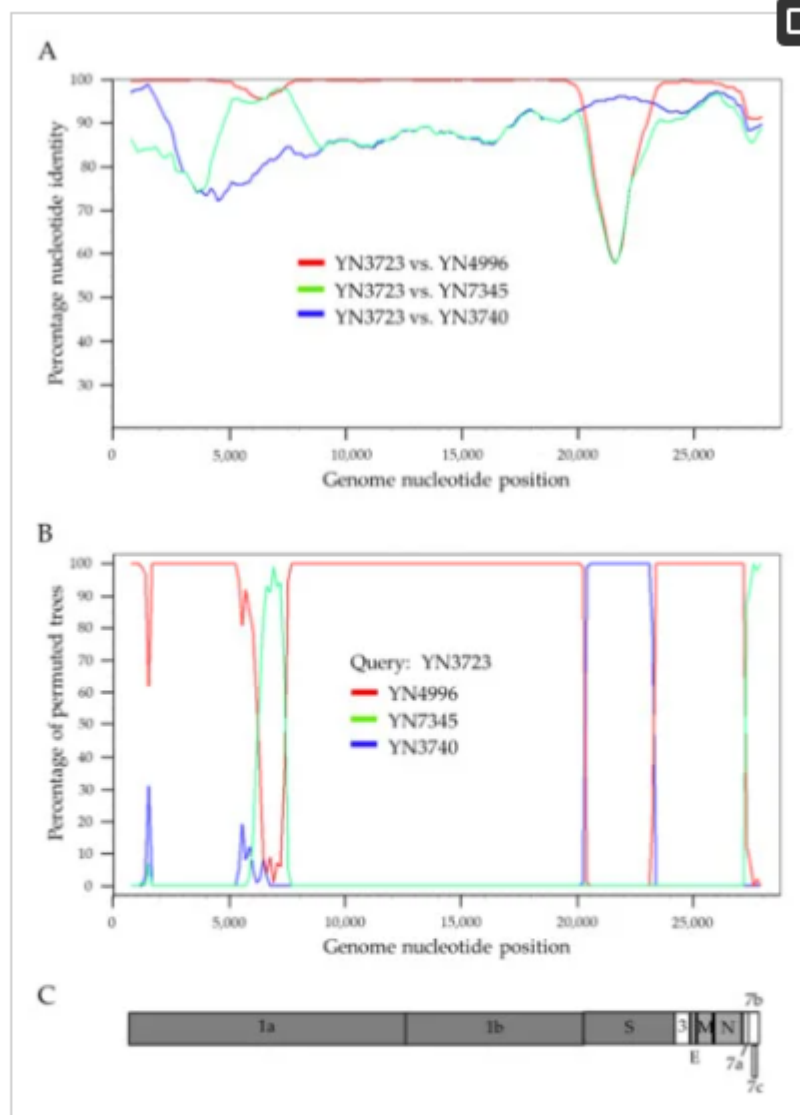 A
100
90
80
70
60
50
40
30
Percentage nucleotide identity
YN3723 vs. YN4996
YN3723 vs. YN7345
YN3723 vs. YN3740
0 5,000 10,000 15,000 20,000 25,000
Genome nucleotide position
B
100
90
80
70
60
50
40
30
20
10
0
Percentage of permuted trees
Query: YN3723
YN4996
YN7345
YN3740
0 5,000 10,000 15,000 20,000 25,000
Genome nucleotide position
C
7b
1a 1b S 3 M N
E 7a
7c